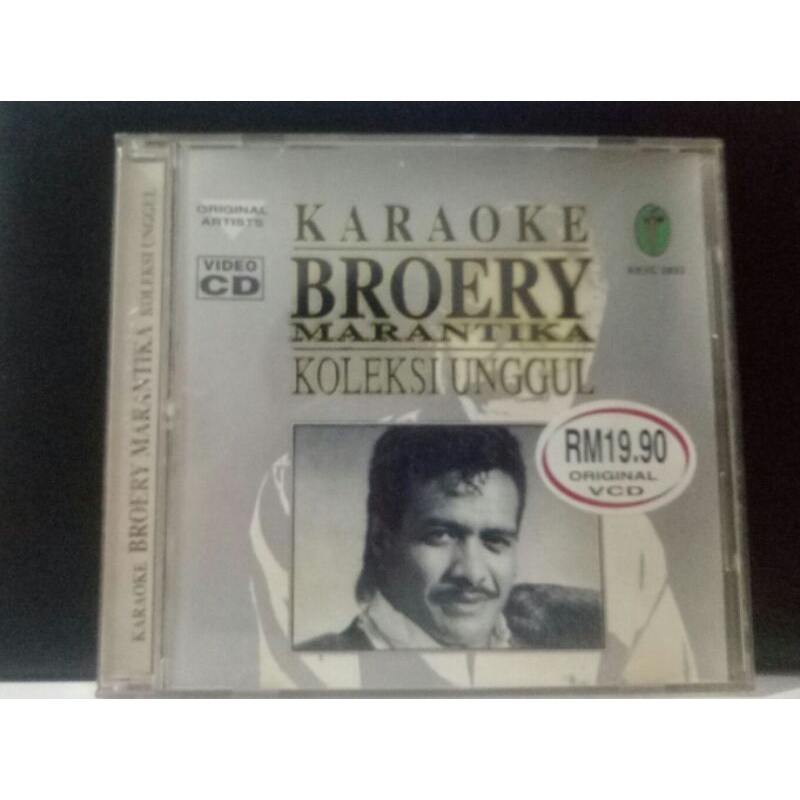 ORIGINAL
ARTISTS
VIDEO
CD
KARAOKE
BROERY
MARANTIKA
KOLEKSI UNGGUL
RM19.90
ORIGINAL
VCD
KARAOKE BROERY MARANTIKA KOLEKSI UNGGUL